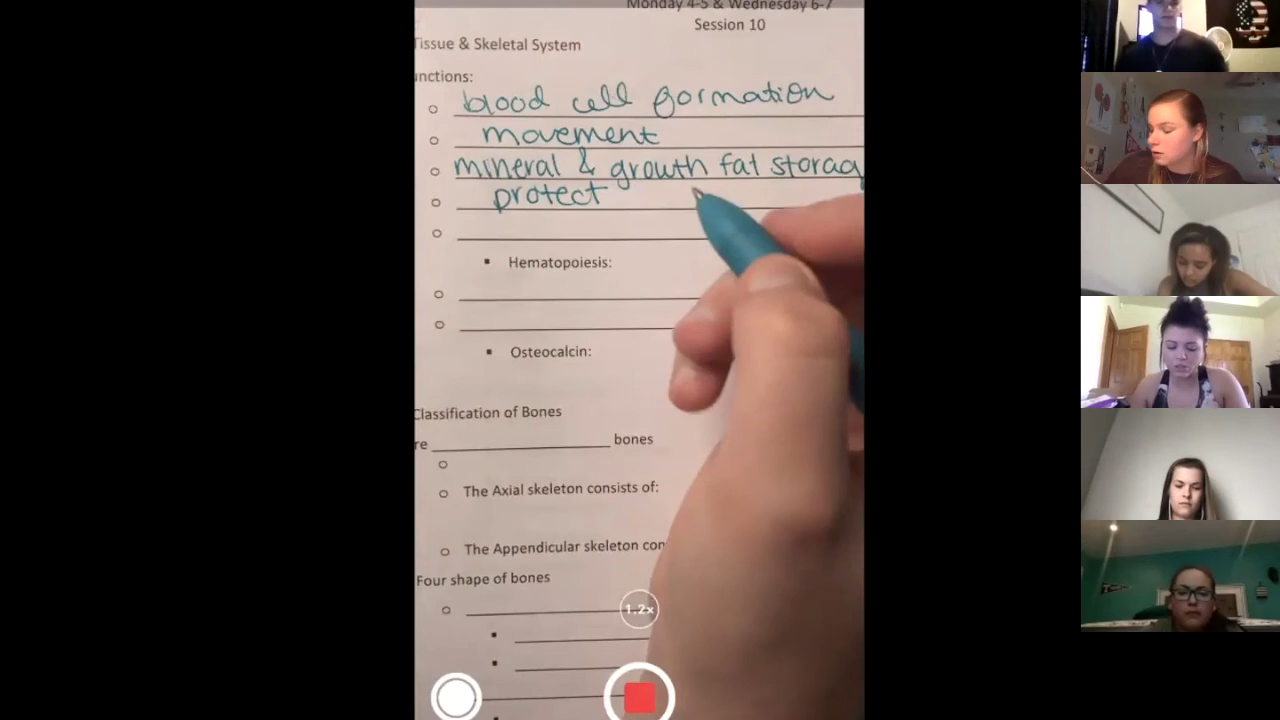 Monday 4-5 & Wednesday 6-7
Session 10
Tissue & Skeletal System
unctions:
blood cell formation
movement
mineral & growth fat storag
protect
Hematopoiesis:
Osteocalcin:
Classification of Bones
re bones
The Axial skeleton consists of:
The Appendicular skeleton con
Four shape of bones
1.2x